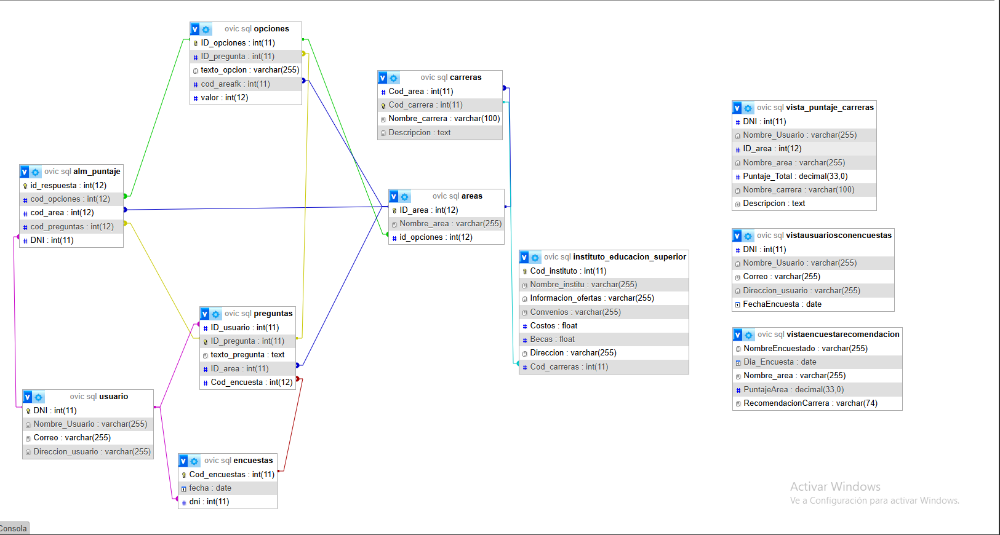 v ovic sql opciones
ID_opciones : int(11)
ID_pregunta : int(11)
texto_opcion : varchar(255)
cod_areafk : int(11)
valor : int(12)
v ovic sql carreras
Cod_area : int(11)
Cod_carrera : int(11)
Nombre_carrera : varchar(100)
Descripcion : text
v ovic sql vista_puntaje_carreras
DNI : int(11)
Nombre_Usuario : varchar(255)
ID_area : int(12)
Nombre_area : varchar(255)
Puntaje_Total : decimal(33,0)
Nombre_carrera : varchar(100)
Descripcion : text
v ovic sql alm_puntaje
id_respuesta : int(12)
cod_opciones : int(12)
cod_area : int(12)
cod_preguntas : int(12)
DNI : int(11)
v ovic sql areas
ID_area : int(12)
Nombre_area : varchar(255)
id_opciones : int(12)
v ovic sql vistausuariosconencuestas
DNI : int(11)
Nombre_Usuario : varchar(255)
Correo : varchar(255)
Direccion_usuario : varchar(255)
FechaEncuesta : date
v ovic sql instituto_educacion_superior
Cod_instituto : int(11)
Nombre_institu : varchar(255)
Informacion_ofertas : varchar(255)
Convenios : varchar(255)
Costos : float
Becas : float
Direccion : varchar(255)
Cod_carreras : int(11)
v ovic sql preguntas
ID_usuario : int(11)
ID_pregunta : int(11)
texto_pregunta : text
ID_area : int(11)
Cod_encuesta : int(12)
v ovic sql vistaencuestarecomendacion
NombreEncuestado : varchar(255)
Dia_Encuesta : date
Nombre_area : varchar(255)
PuntajeArea : decimal(33,0)
RecomendacionCarrera : varchar(74)
v ovic sql usuario
DNI : int(11)
Nombre_Usuario : varchar(255)
Correo : varchar(255)
Direccion_usuario : varchar(255)
v ovic sql encuestas
Cod_encuestas : int(11)
fecha : date
dni : int(11)
Activar Windows
Ve a Configuración para activar Windows.
Consola